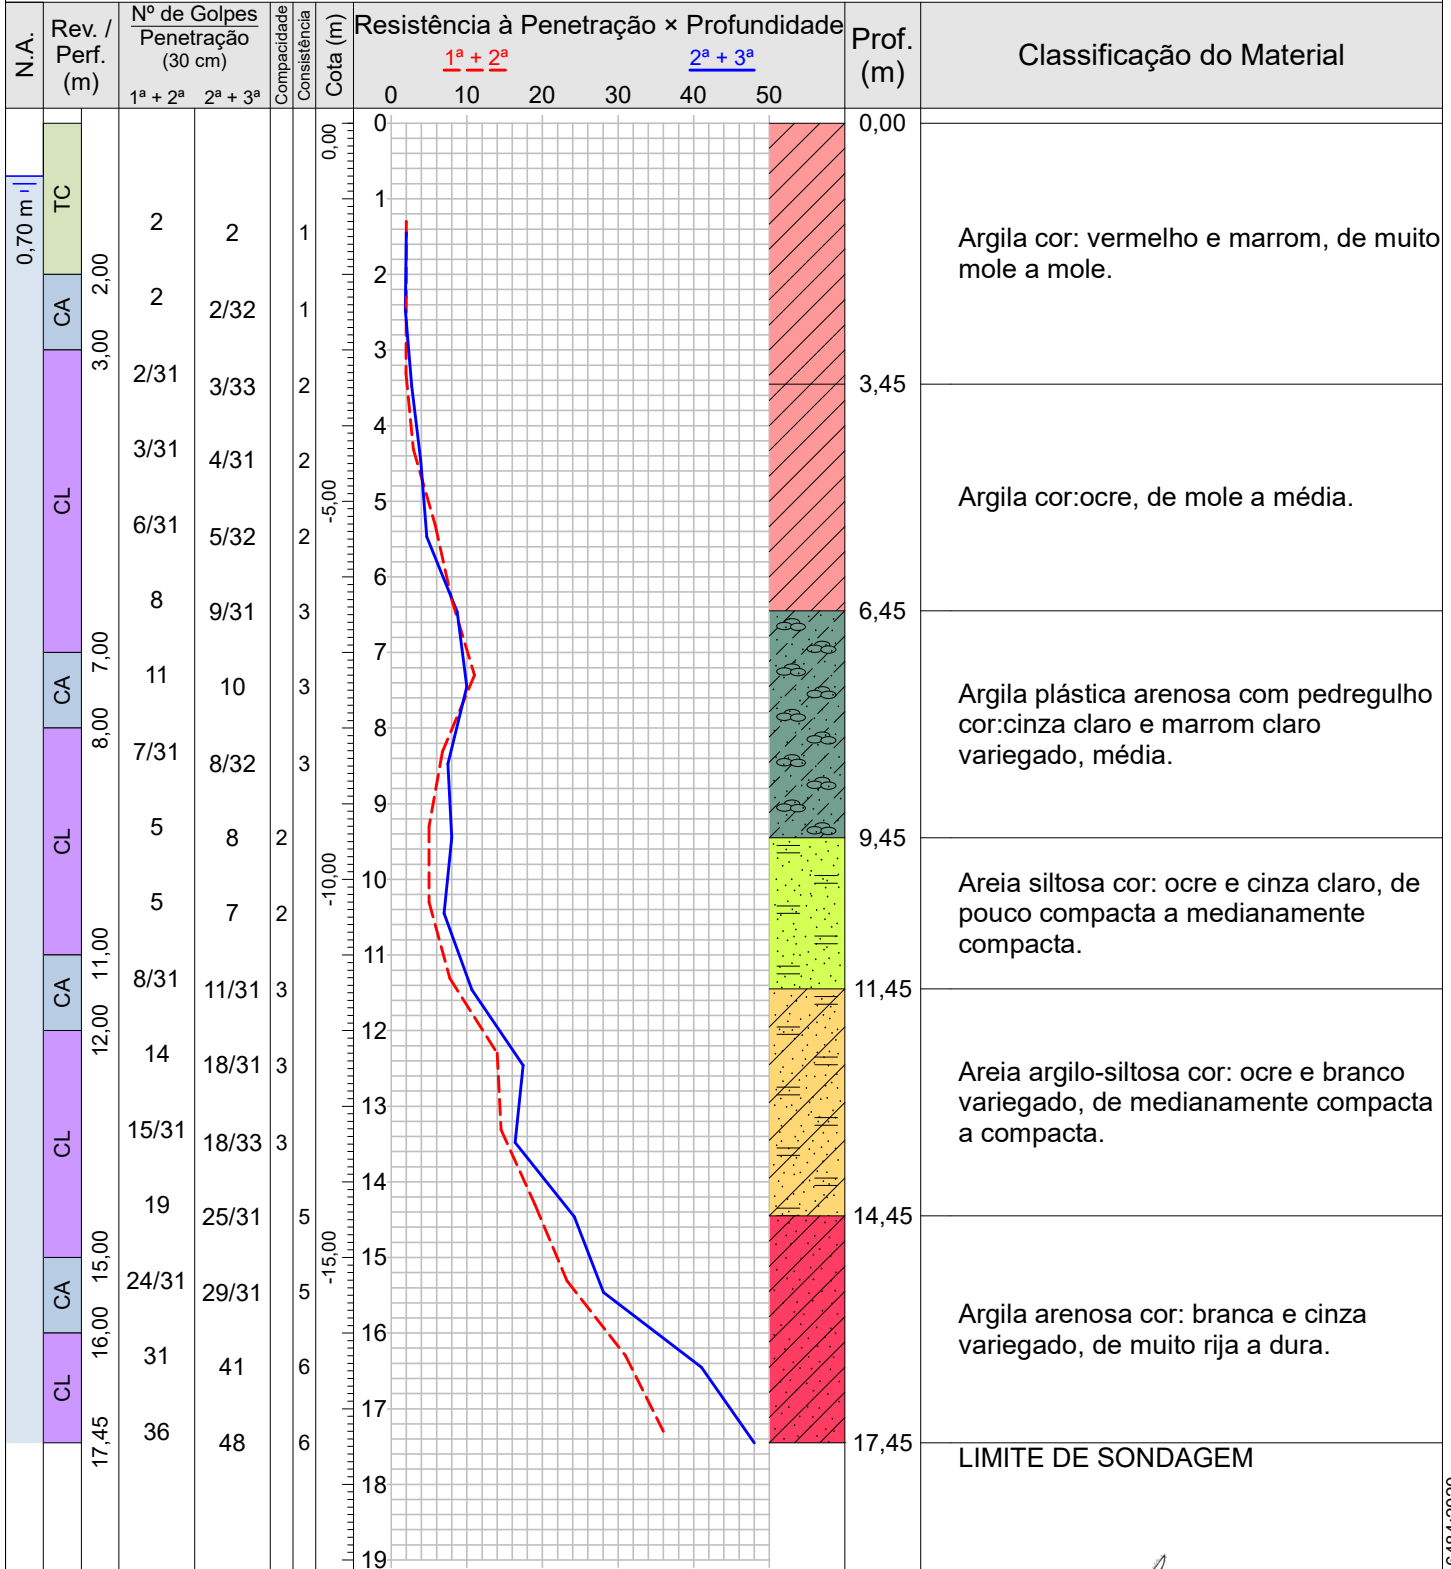 N.A.
Rev. /
Perf.
(m)
Nº de Golpes
Penetração
(30 cm)
1ª + 2ª
2ª + 3ª
Compacidade
Consistência
Cota (m)
Resistência à Penetração × Profundidade
1ª + 2ª
2ª + 3ª
0 10 20 30 40 50
Prof.
(m)
Classificação do Material
0,70 m
TC
2,00
CA
3,00
CL
7,00
CA
8,00
CL
11,00
CA
12,00
CL
15,00
CA
16,00
CL
17,45
2 2 1
2 2/32 1
2/31 3/33 2
3/31 4/31 2
6/31 5/32 2
8 9/31 3
11 10 3
7/31 8/32 3
5 8 2
5 7 2
8/31 11/31 3
14 18/31 3
15/31 18/33 3
19 25/31 5
24/31 29/31 5
31 41 6
36 48 6
0,00
-5,00
-10,00
-15,00
0
1
2
3
4
5
6
7
8
9
10
11
12
13
14
15
16
17
18
19
0,00
Argila cor: vermelho e marrom, de muito
mole a mole.
3,45
Argila cor:ocre, de mole a média.
6,45
Argila plástica arenosa com pedregulho
cor:cinza claro e marrom claro
variegado, média.
9,45
Areia siltosa cor: ocre e cinza claro, de
pouco compacta a medianamente
compacta.
11,45
Areia argilo-siltosa cor: ocre e branco
variegado, de medianamente compacta
a compacta.
14,45
Argila arenosa cor: branca e cinza
variegado, de muito rija a dura.
17,45
LIMITE DE SONDAGEM